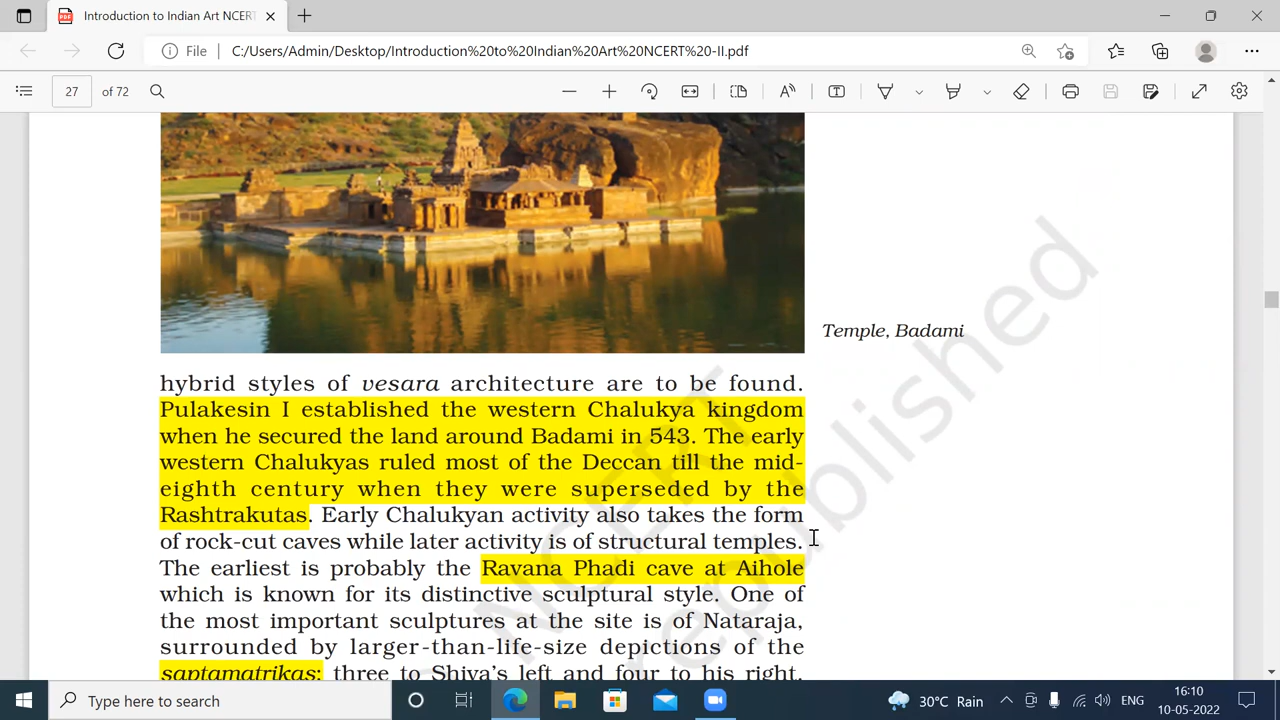 Introduction to Indian Art NCERT
File
C:/Users/Admin/Desktop/Introduction%20to%20Indian%20Art%20NCERT%20-II.pdf
27
of 72
Temple, Badami
hybrid styles of vesara architecture are to be found.
Pulakesin I established the western Chalukya kingdom
when he secured the land around Badami in 543. The early
western Chalukyas ruled most of the Deccan till the mid-
eighth century when they were superseded by the
Rashtrakutas. Early Chalukyan activity also takes the form
of rock-cut caves while later activity is of structural temples.
The earliest is probably the Ravana Phadi cave at Aihole
which is known for its distinctive sculptural style. One of
the most important sculptures at the site is of Nataraja,
surrounded by larger-than-life-size depictions of the
saptamatrikas: three to Shiva's left and four to his right.
NCERT
republished
Type here to search
30°C Rain
ENG
16:10
10-05-2022